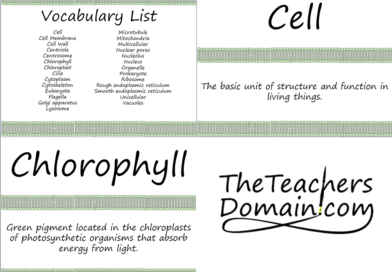 Vocabulary List
Cell
Cell Membrane
Cell Wall
Centriole
Centrosome
Chlorophyll
Chloroplast
Cilia
Cytoplasm
Cytoskeleton
Eukaryote
Flagella
Golgi apparatus
Lysosome
Microtubule
Mitochondria
Multicellular
Nuclear pores
Nucleolus
Nucleus
Organelle
Prokaryote
Ribosome
Rough endoplasmic reticulum
Smooth endoplasmic reticulum
Unicellular
Vacuoles
Cell
The basic unit of structure and function in
living things.
Chlorophyll
Green pigment located in the chloroplasts
of photosynthetic organisms that absorb
energy from light.
TheTeachers
Domain.com